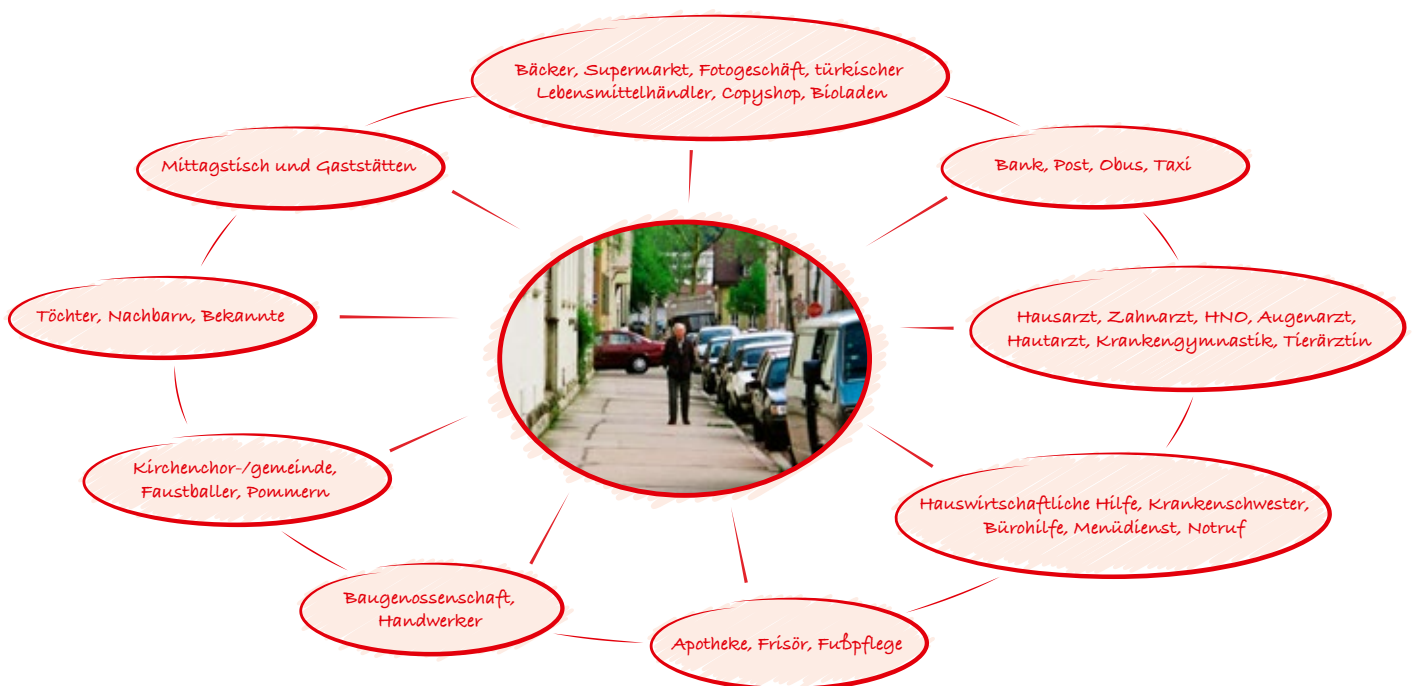 Bäcker, Supermarkt, Fotogeschäft, türkischer
Lebensmittelhändler, Copyshop, Bioladen
Mittagstisch und Gaststätten
Bank, Post, Obus, Taxi
Töchter, Nachbarn, Bekannte
Hausarzt, Zahnarzt, HNO, Augenarzt,
Hautarzt, Krankengymnastik, Tierärztin
Kirchenchor-/gemeinde,
Faustballer, Pommern
Hauswirtschaftliche Hilfe, Krankenschwester,
Bürohilfe, Menüdienst, Notruf
Baugenossenschaft,
Handwerker
Apotheke, Frisör, Fußpflege